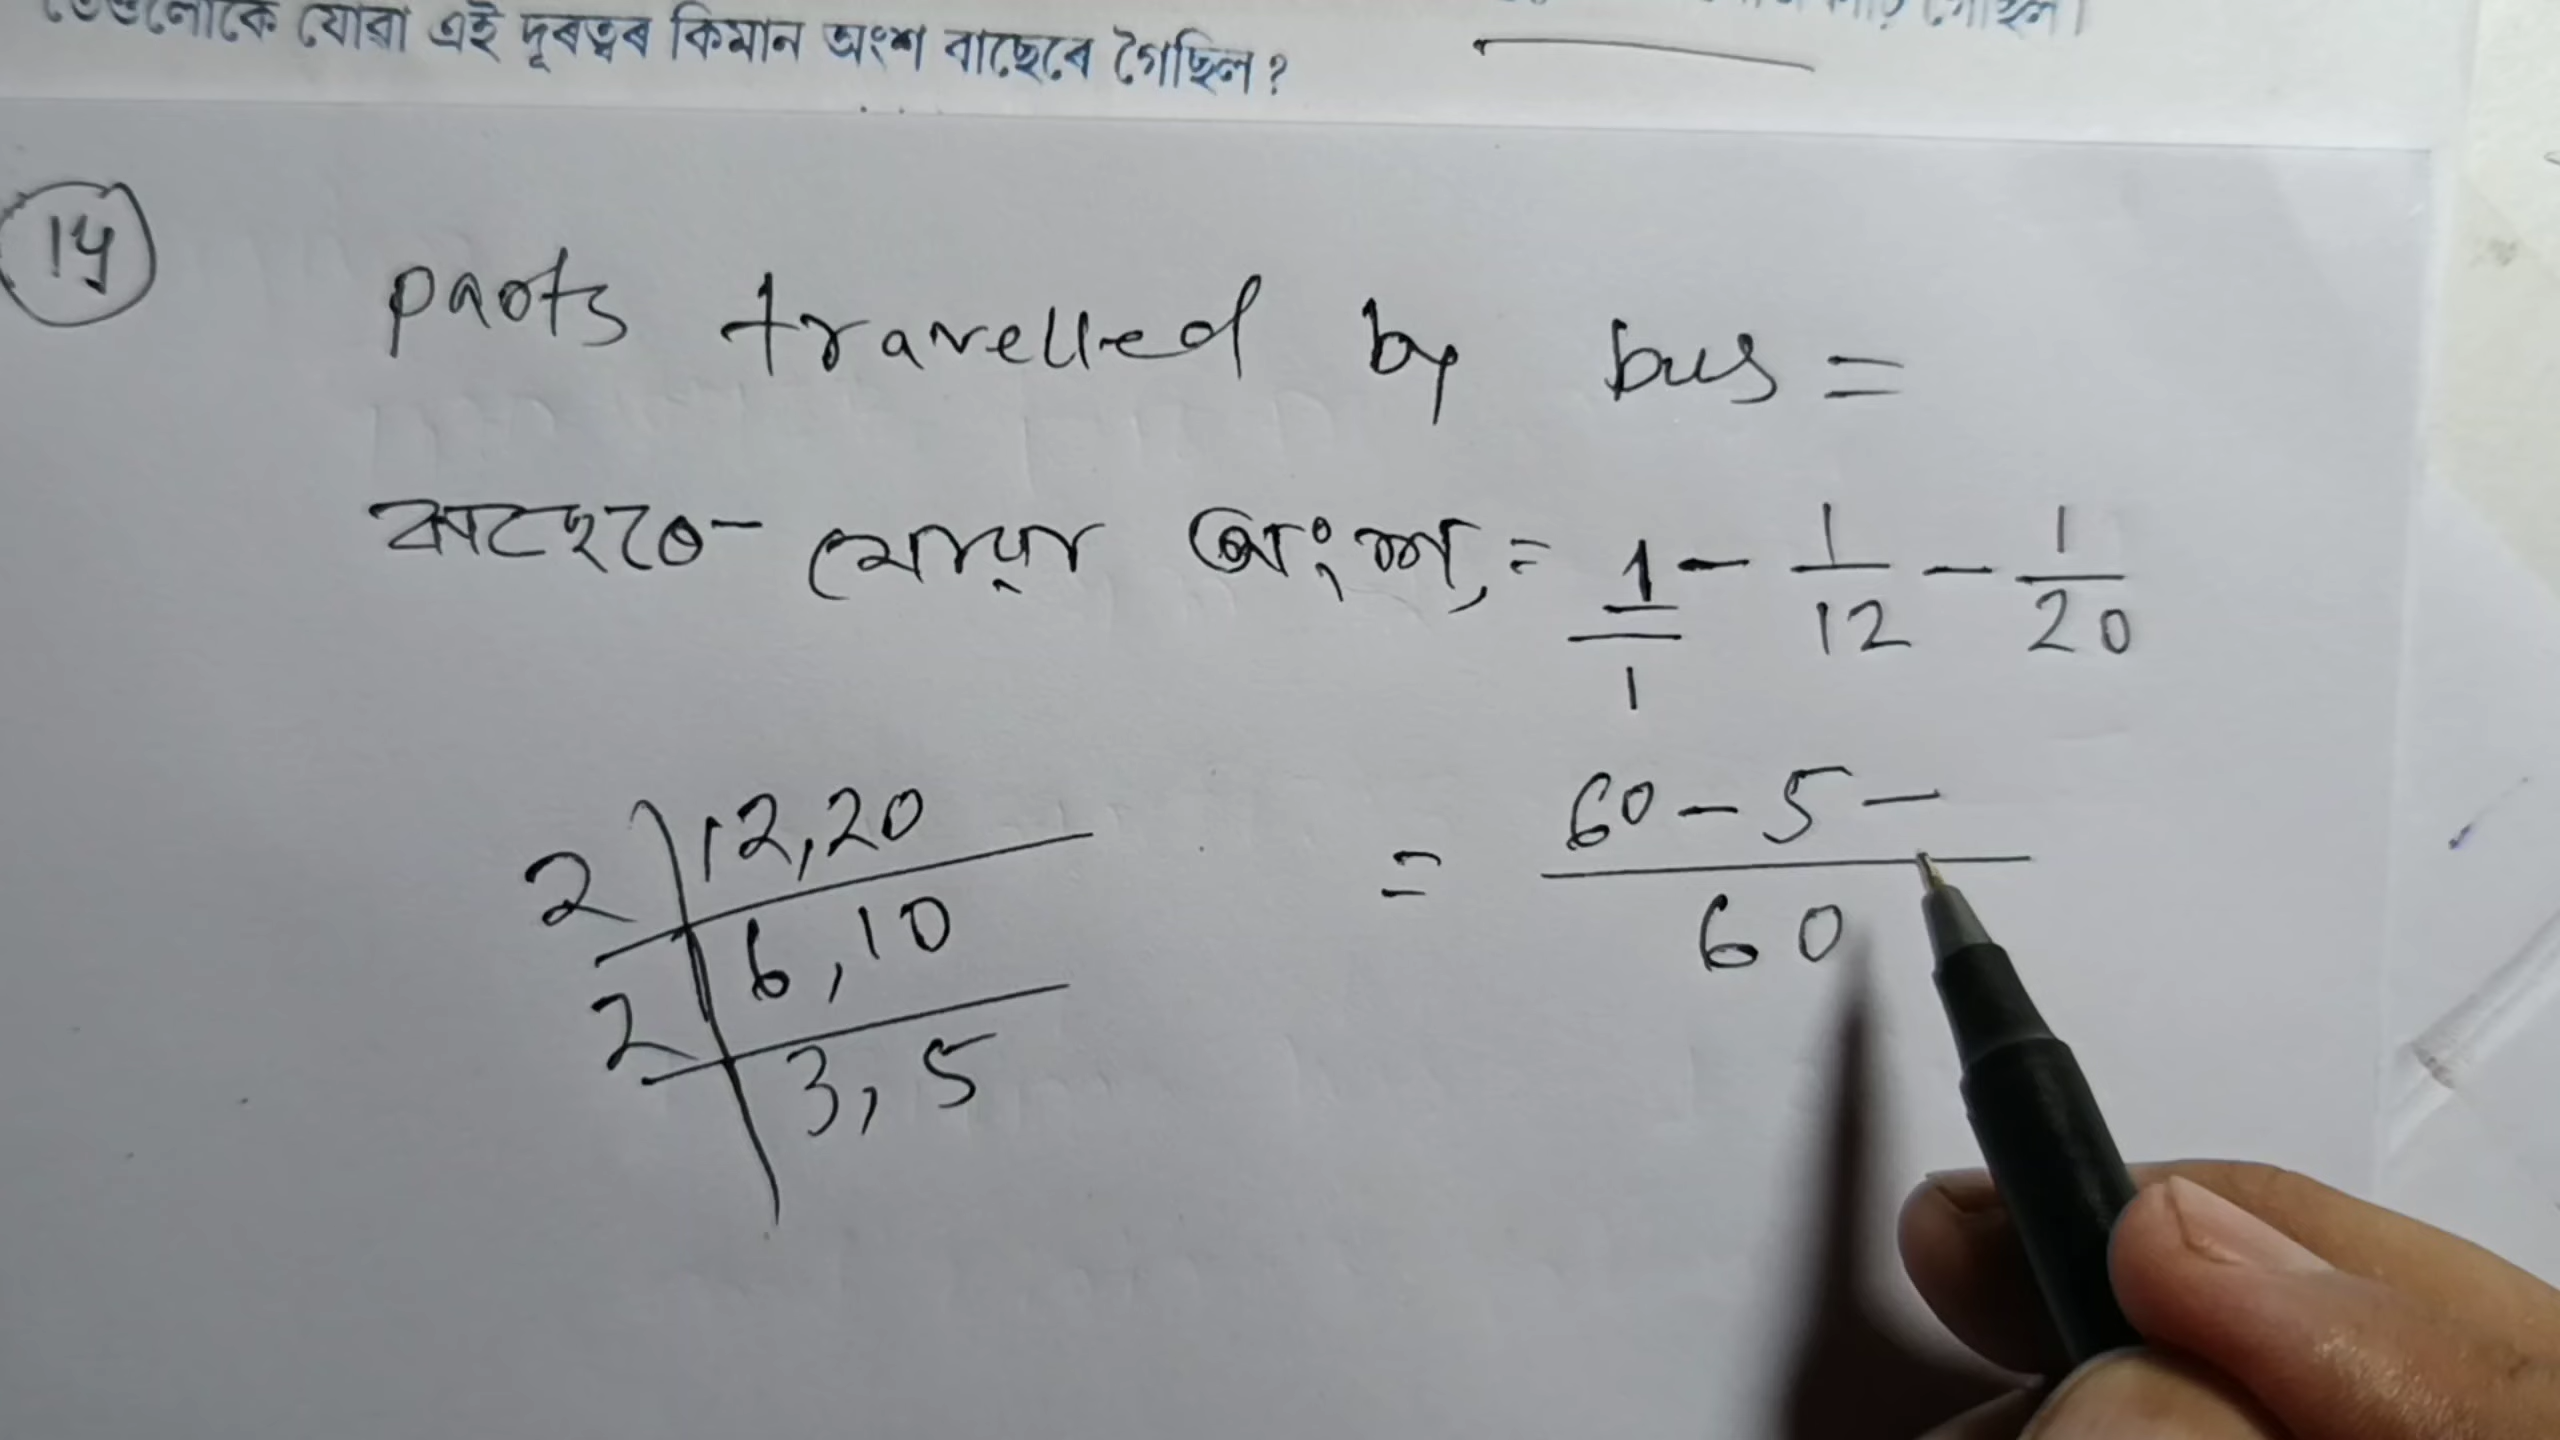 যোৱা এই দূৰত্বৰ কিমান অংশ বাছেৰে গৈছিল?
14
parts travelled by bus =
যোৱা অংশ, = 1/1 - 1/12 - 1/20
= 60 - 5 - / 60
2 | 12, 20
2 | 6, 10
3, 5